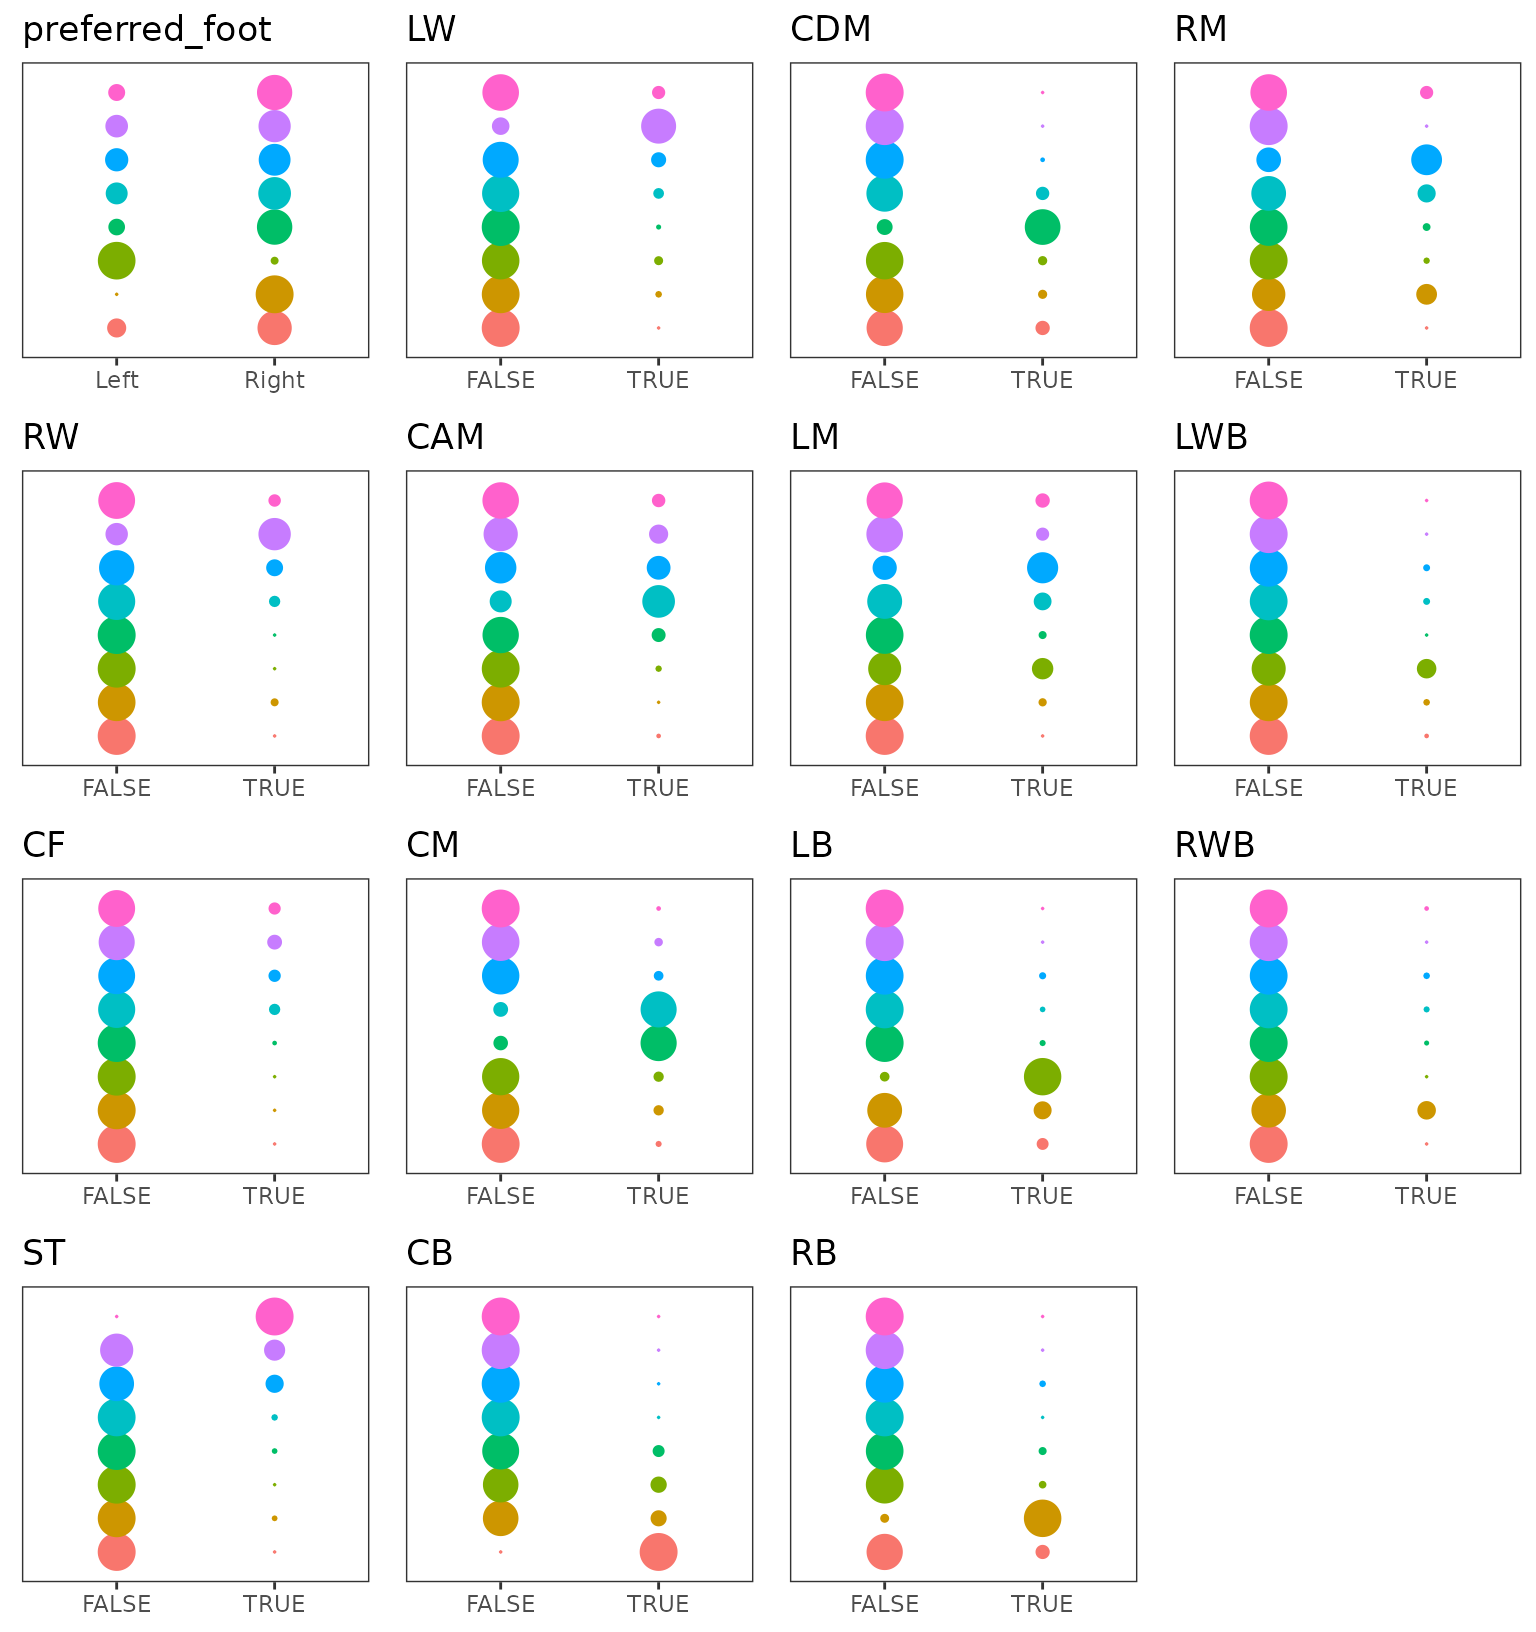 preferred_foot LW CDM RM
Left Right FALSE TRUE FALSE TRUE FALSE TRUE
RW CAM LM LWB
FALSE TRUE FALSE TRUE FALSE TRUE FALSE TRUE
CF CM LB RWB
FALSE TRUE FALSE TRUE FALSE TRUE FALSE TRUE
ST CB RB
FALSE TRUE FALSE TRUE FALSE TRUE